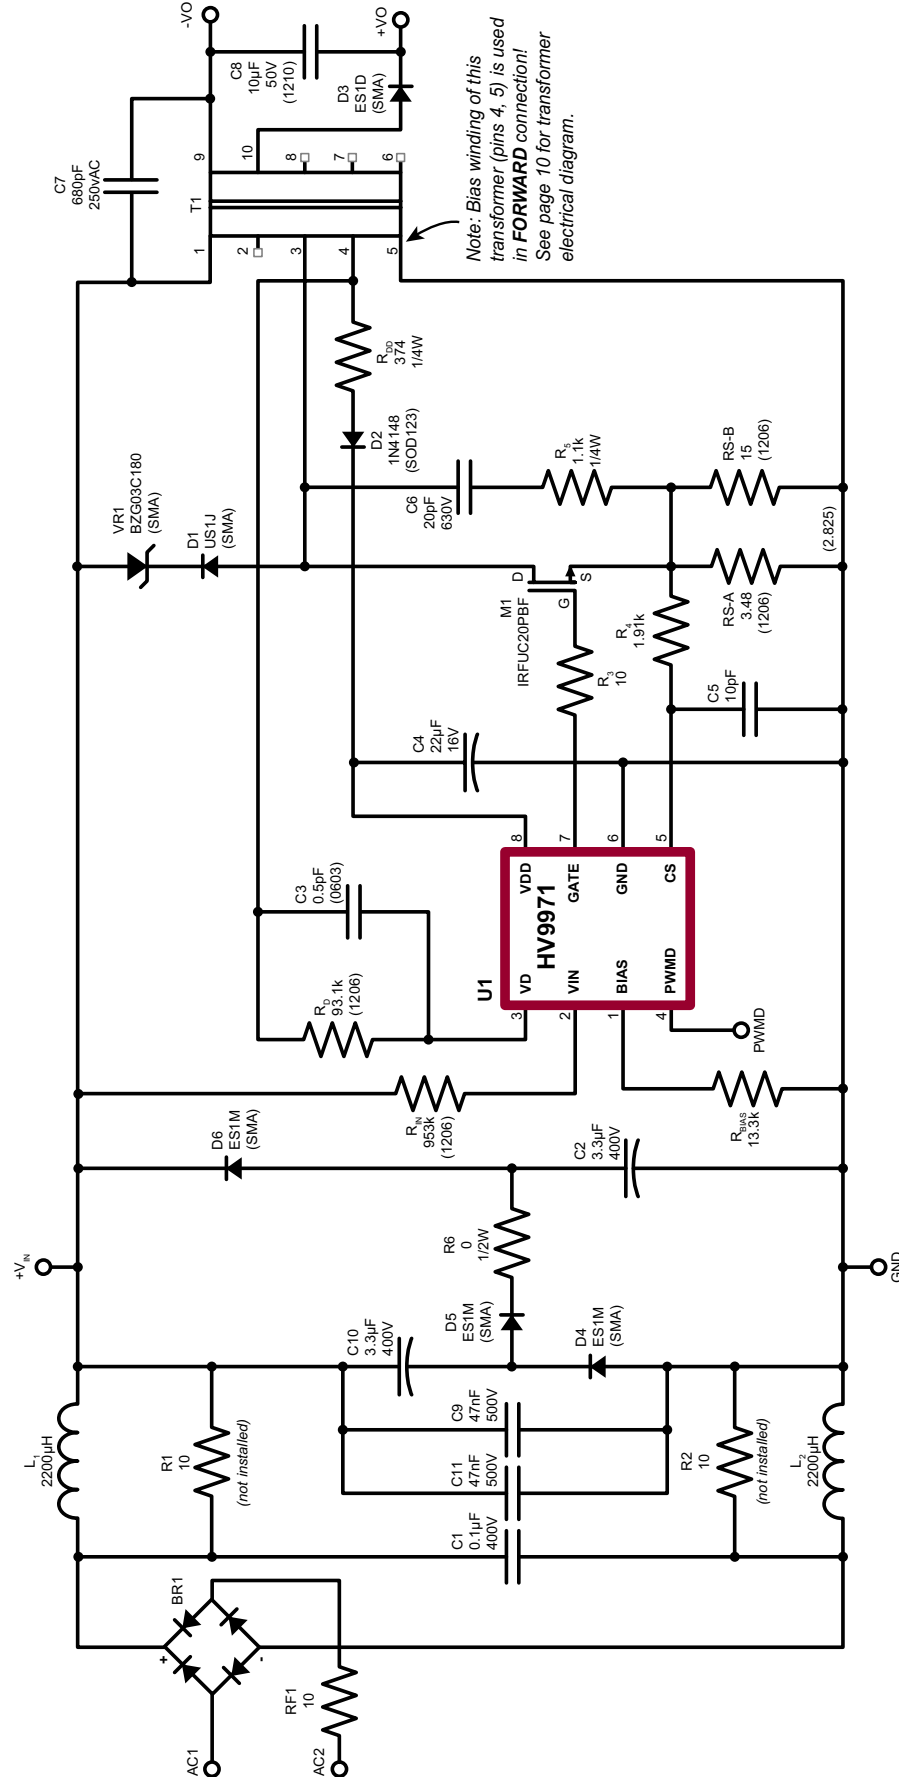 AC1
AC2
RF1
10
BR1
+
-
L1
2200µH
R1
10
(not installed)
C1
0.1µF
400V
C11
47nF
500V
C9
47nF
500V
R2
10
(not installed)
L2
2200µH
C10
3.3µF
400V
D5
ES1M
(SMA)
D4
ES1M
(SMA)
+VIN
GND
R6
0
1/2W
D6
ES1M
(SMA)
C2
3.3µF
400V
RIN
953k
(1206)
RBIAS
13.3k
PWMD
RD
93.1k
(1206)
C3
0.5pF
(0603)
U1
HV9971
3
VD
2
VIN
1
BIAS
4
PWMD
8
VDD
7
GATE
6
GND
5
CS
C4
22µF
16V
C5
10pF
R3
10
R4
1.91k
M1
IRFUC20PBF
D
G
S
RS-A
3.48
(1206)
(2.825)
RS-B
15
(1206)
C6
20pF
630V
R5
1.1k
1/4W
VR1
BZG03C180
(SMA)
D1
US1J
(SMA)
D2
1N4148
(SOD123)
RDD
374
1/4W
T1
1
2
3
4
5
9
10
8
7
6
C7
680pF
250vAC
C8
10µF
50V
(1210)
D3
ES1D
(SMA)
-VO
+VO
Note: Bias winding of this
transformer (pins 4, 5) is used
in FORWARD connection!
See page 10 for transformer
electrical diagram.